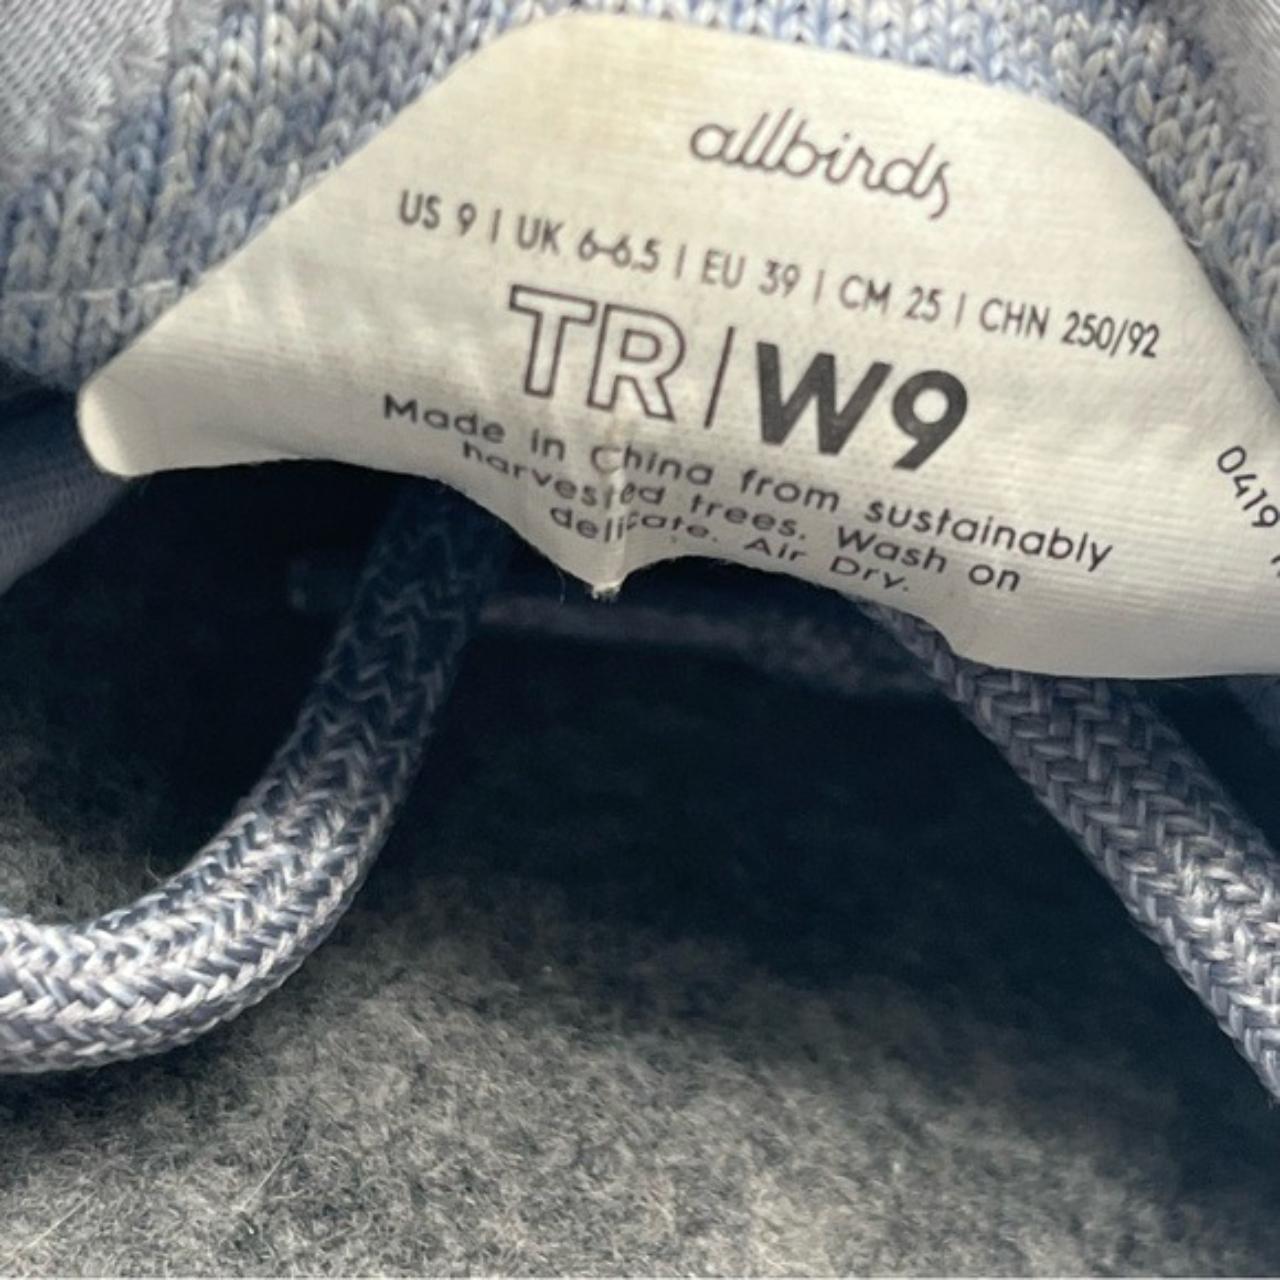 allbirds
US 9 | UK 6-6.5 | EU 39 | CM 25 | CHN 250/92
TR | W9
Made in China from sustainably
harvested trees. Wash on
delicate. Air Dry.
0419